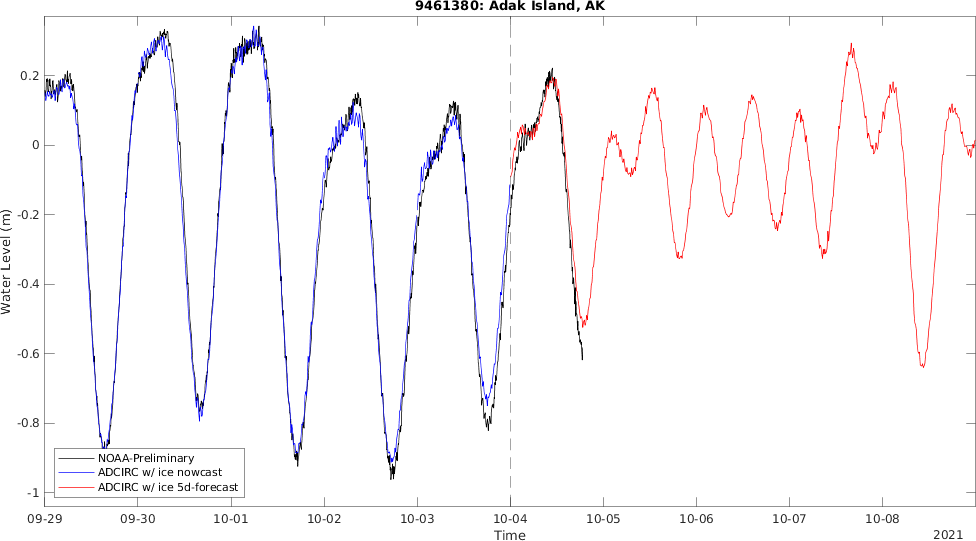 9461380: Adak Island, AK
Water Level (m)
0.2
0
-0.2
-0.4
-0.6
-0.8
-1
NOAA-Preliminary
ADCIRC w/ ice nowcast
ADCIRC w/ ice 5d-forecast
09-29 09-30 10-01 10-02 10-03 10-04 10-05 10-06 10-07 10-08
Time
2021